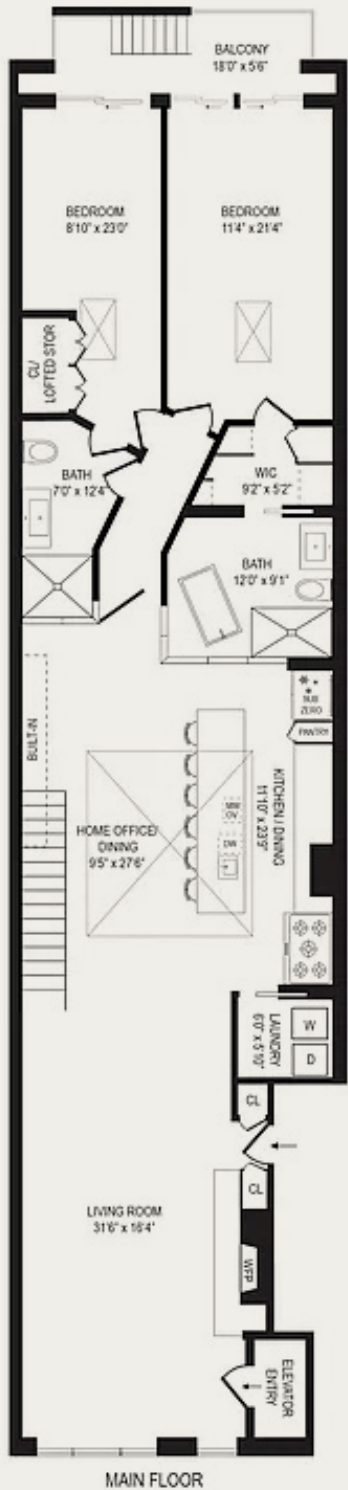 BALCONY
18'0" x 5'6"
BEDROOM
8'10" x 23'0"
BEDROOM
11'4" x 21'4"
CL/
LOFTED STOR
BATH
7'0" x 12'4"
WIC
9'2" x 5'2"
BATH
12'0" x 9'1"
SUB
ZERO
PANTRY
BUILT-IN
KITCHEN / DINING
11'10" x 23'9"
MW
OV
DW
HOME OFFICE/
DINING
9'5" x 27'6"
LAUNDRY
6'0" x 5'10"
W
D
CL
CL
LIVING ROOM
31'6" x 16'4"
WFP
ELEVATOR
ENTRY
MAIN FLOOR